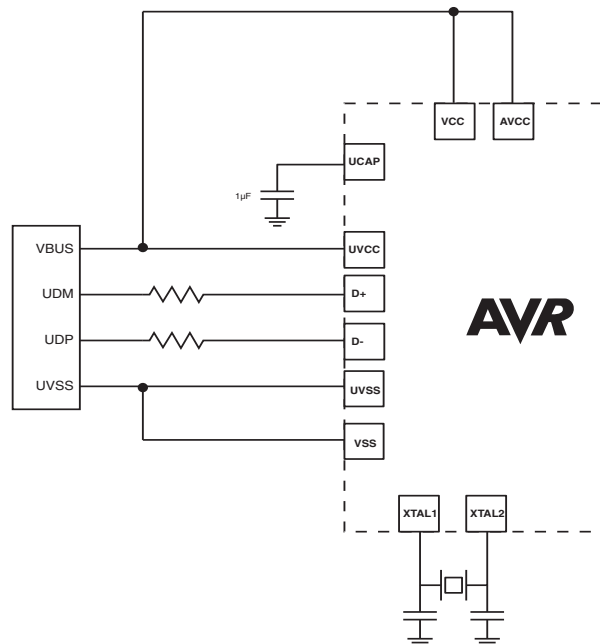 VCC AVCC
UCAP
1µF
VBUS UVCC
UDM D+
AVR
UDP D-
UVSS UVSS
VSS
XTAL1 XTAL2